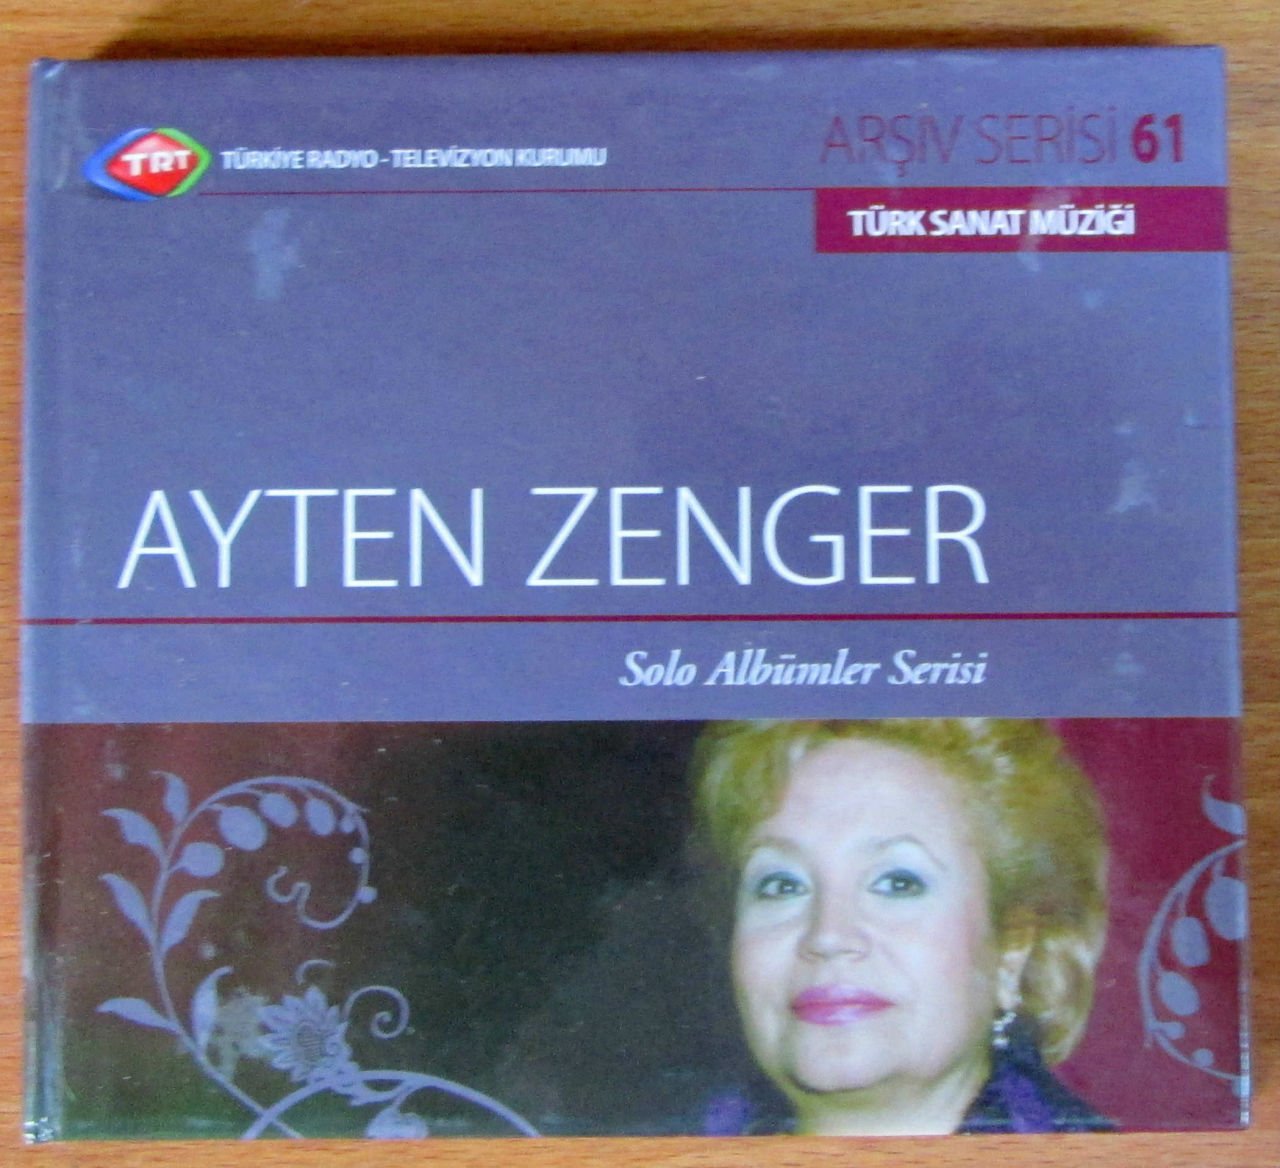 TRT TÜRKİYE RADYO - TELEVİZYON KURUMU
ARŞİV SERİSİ 61
TÜRK SANAT MÜZİĞİ
AYTEN ZENGER
Solo Albümler Serisi